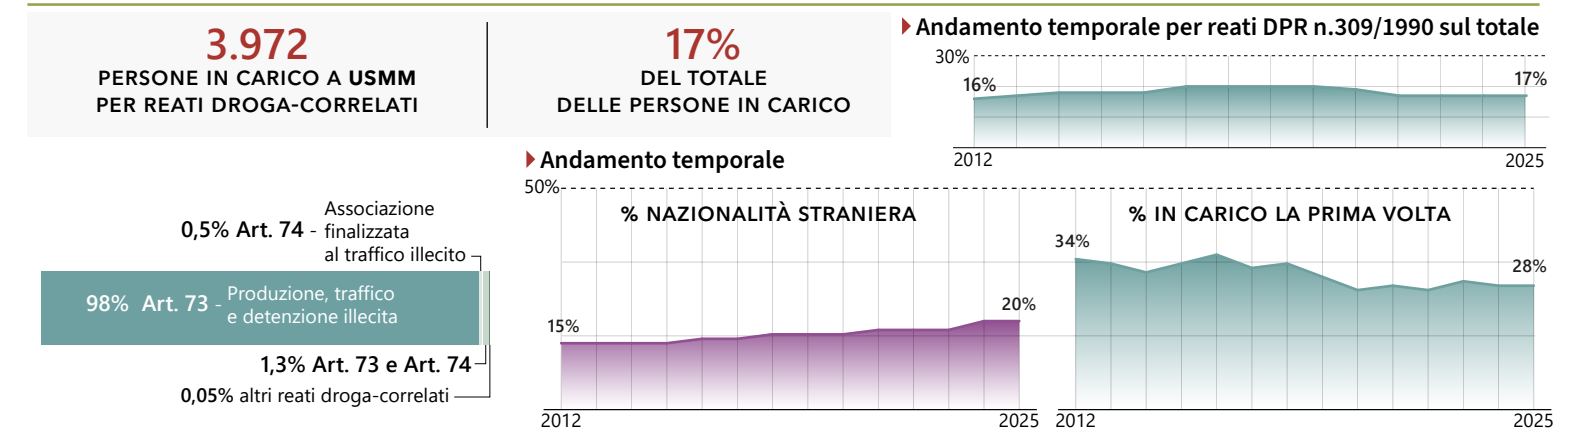 3.972
PERSONE IN CARICO A USMM
PER REATI DROGA-CORRELATI
17%
DEL TOTALE
DELLE PERSONE IN CARICO
Andamento temporale per reati DPR n.309/1990 sul totale
30%
16%
17%
2012
2025
0,5% Art. 74 - Associazione
finalizzata
al traffico illecito
98% Art. 73 - Produzione, traffico
e detenzione illecita
1,3% Art. 73 e Art. 74
0,05% altri reati droga-correlati
Andamento temporale
50%
% NAZIONALITÀ STRANIERA
15%
20%
2012
2025
% IN CARICO LA PRIMA VOLTA
34%
28%
2012
2025